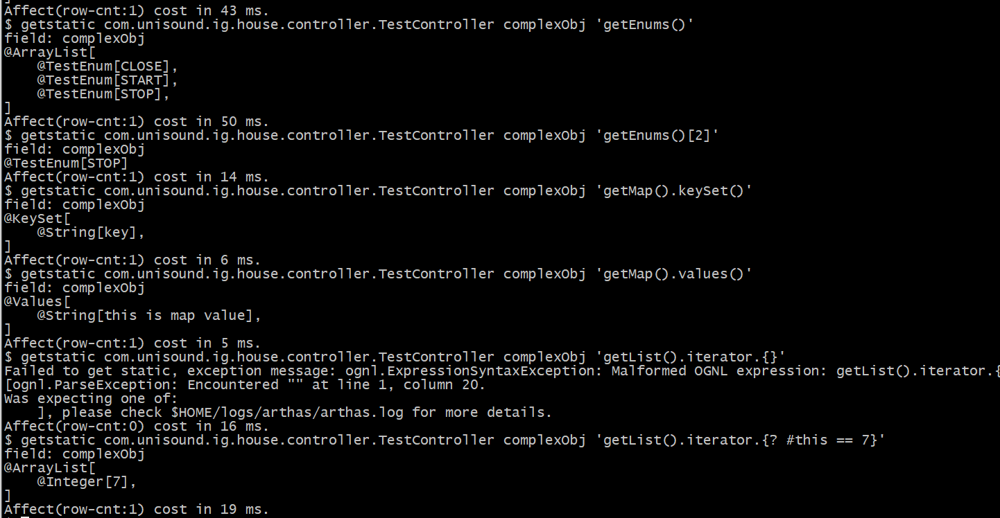 Affect(row-cnt:1) cost in 43 ms.
$ getstatic com.unisound.ig.house.controller.TestController complexObj 'getEnums()'
field: complexObj
@ArrayList[
    @TestEnum[CLOSE],
    @TestEnum[START],
    @TestEnum[STOP],
]
Affect(row-cnt:1) cost in 50 ms.
$ getstatic com.unisound.ig.house.controller.TestController complexObj 'getEnums()[2]'
field: complexObj
@TestEnum[STOP]
Affect(row-cnt:1) cost in 14 ms.
$ getstatic com.unisound.ig.house.controller.TestController complexObj 'getMap().keySet()'
field: complexObj
@KeySet[
    @String[key],
]
Affect(row-cnt:1) cost in 6 ms.
$ getstatic com.unisound.ig.house.controller.TestController complexObj 'getMap().values()'
field: complexObj
@Values[
    @String[this is map value],
]
Affect(row-cnt:1) cost in 5 ms.
$ getstatic com.unisound.ig.house.controller.TestController complexObj 'getList().iterator.{}'
Failed to get static, exception message: ognl.ExpressionSyntaxException: Malformed OGNL expression: getList().iterator.{
[ognl.ParseException: Encountered "" at line 1, column 20.
Was expecting one of:
    ], please check $HOME/logs/arthas/arthas.log for more details.
Affect(row-cnt:0) cost in 16 ms.
$ getstatic com.unisound.ig.house.controller.TestController complexObj 'getList().iterator.{? #this == 7}'
field: complexObj
@ArrayList[
    @Integer[7],
]
Affect(row-cnt:1) cost in 19 ms.